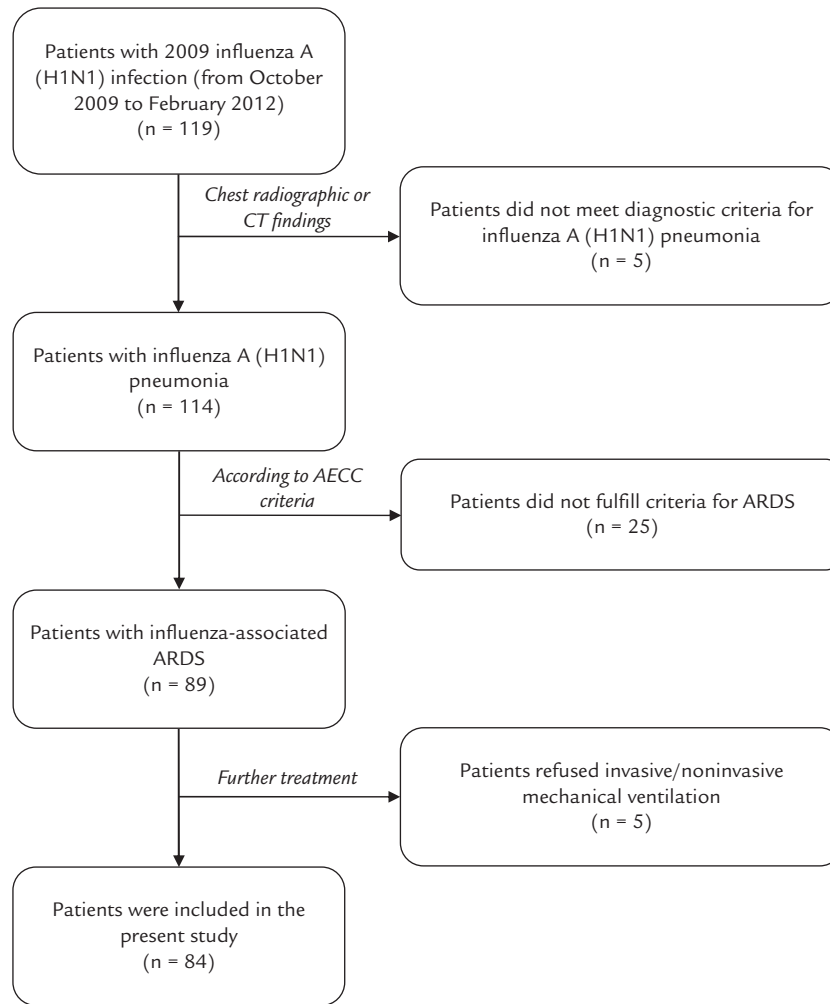 Patients with 2009 influenza A
(H1N1) infection (from October
2009 to February 2012)
(n = 119)
Chest radiographic or
CT findings
Patients did not meet diagnostic criteria for
influenza A (H1N1) pneumonia
(n = 5)
Patients with influenza A (H1N1)
pneumonia
(n = 114)
According to AECC
criteria
Patients did not fulfill criteria for ARDS
(n = 25)
Patients with influenza-associated
ARDS
(n = 89)
Further treatment
Patients refused invasive/noninvasive
mechanical ventilation
(n = 5)
Patients were included in the
present study
(n = 84)